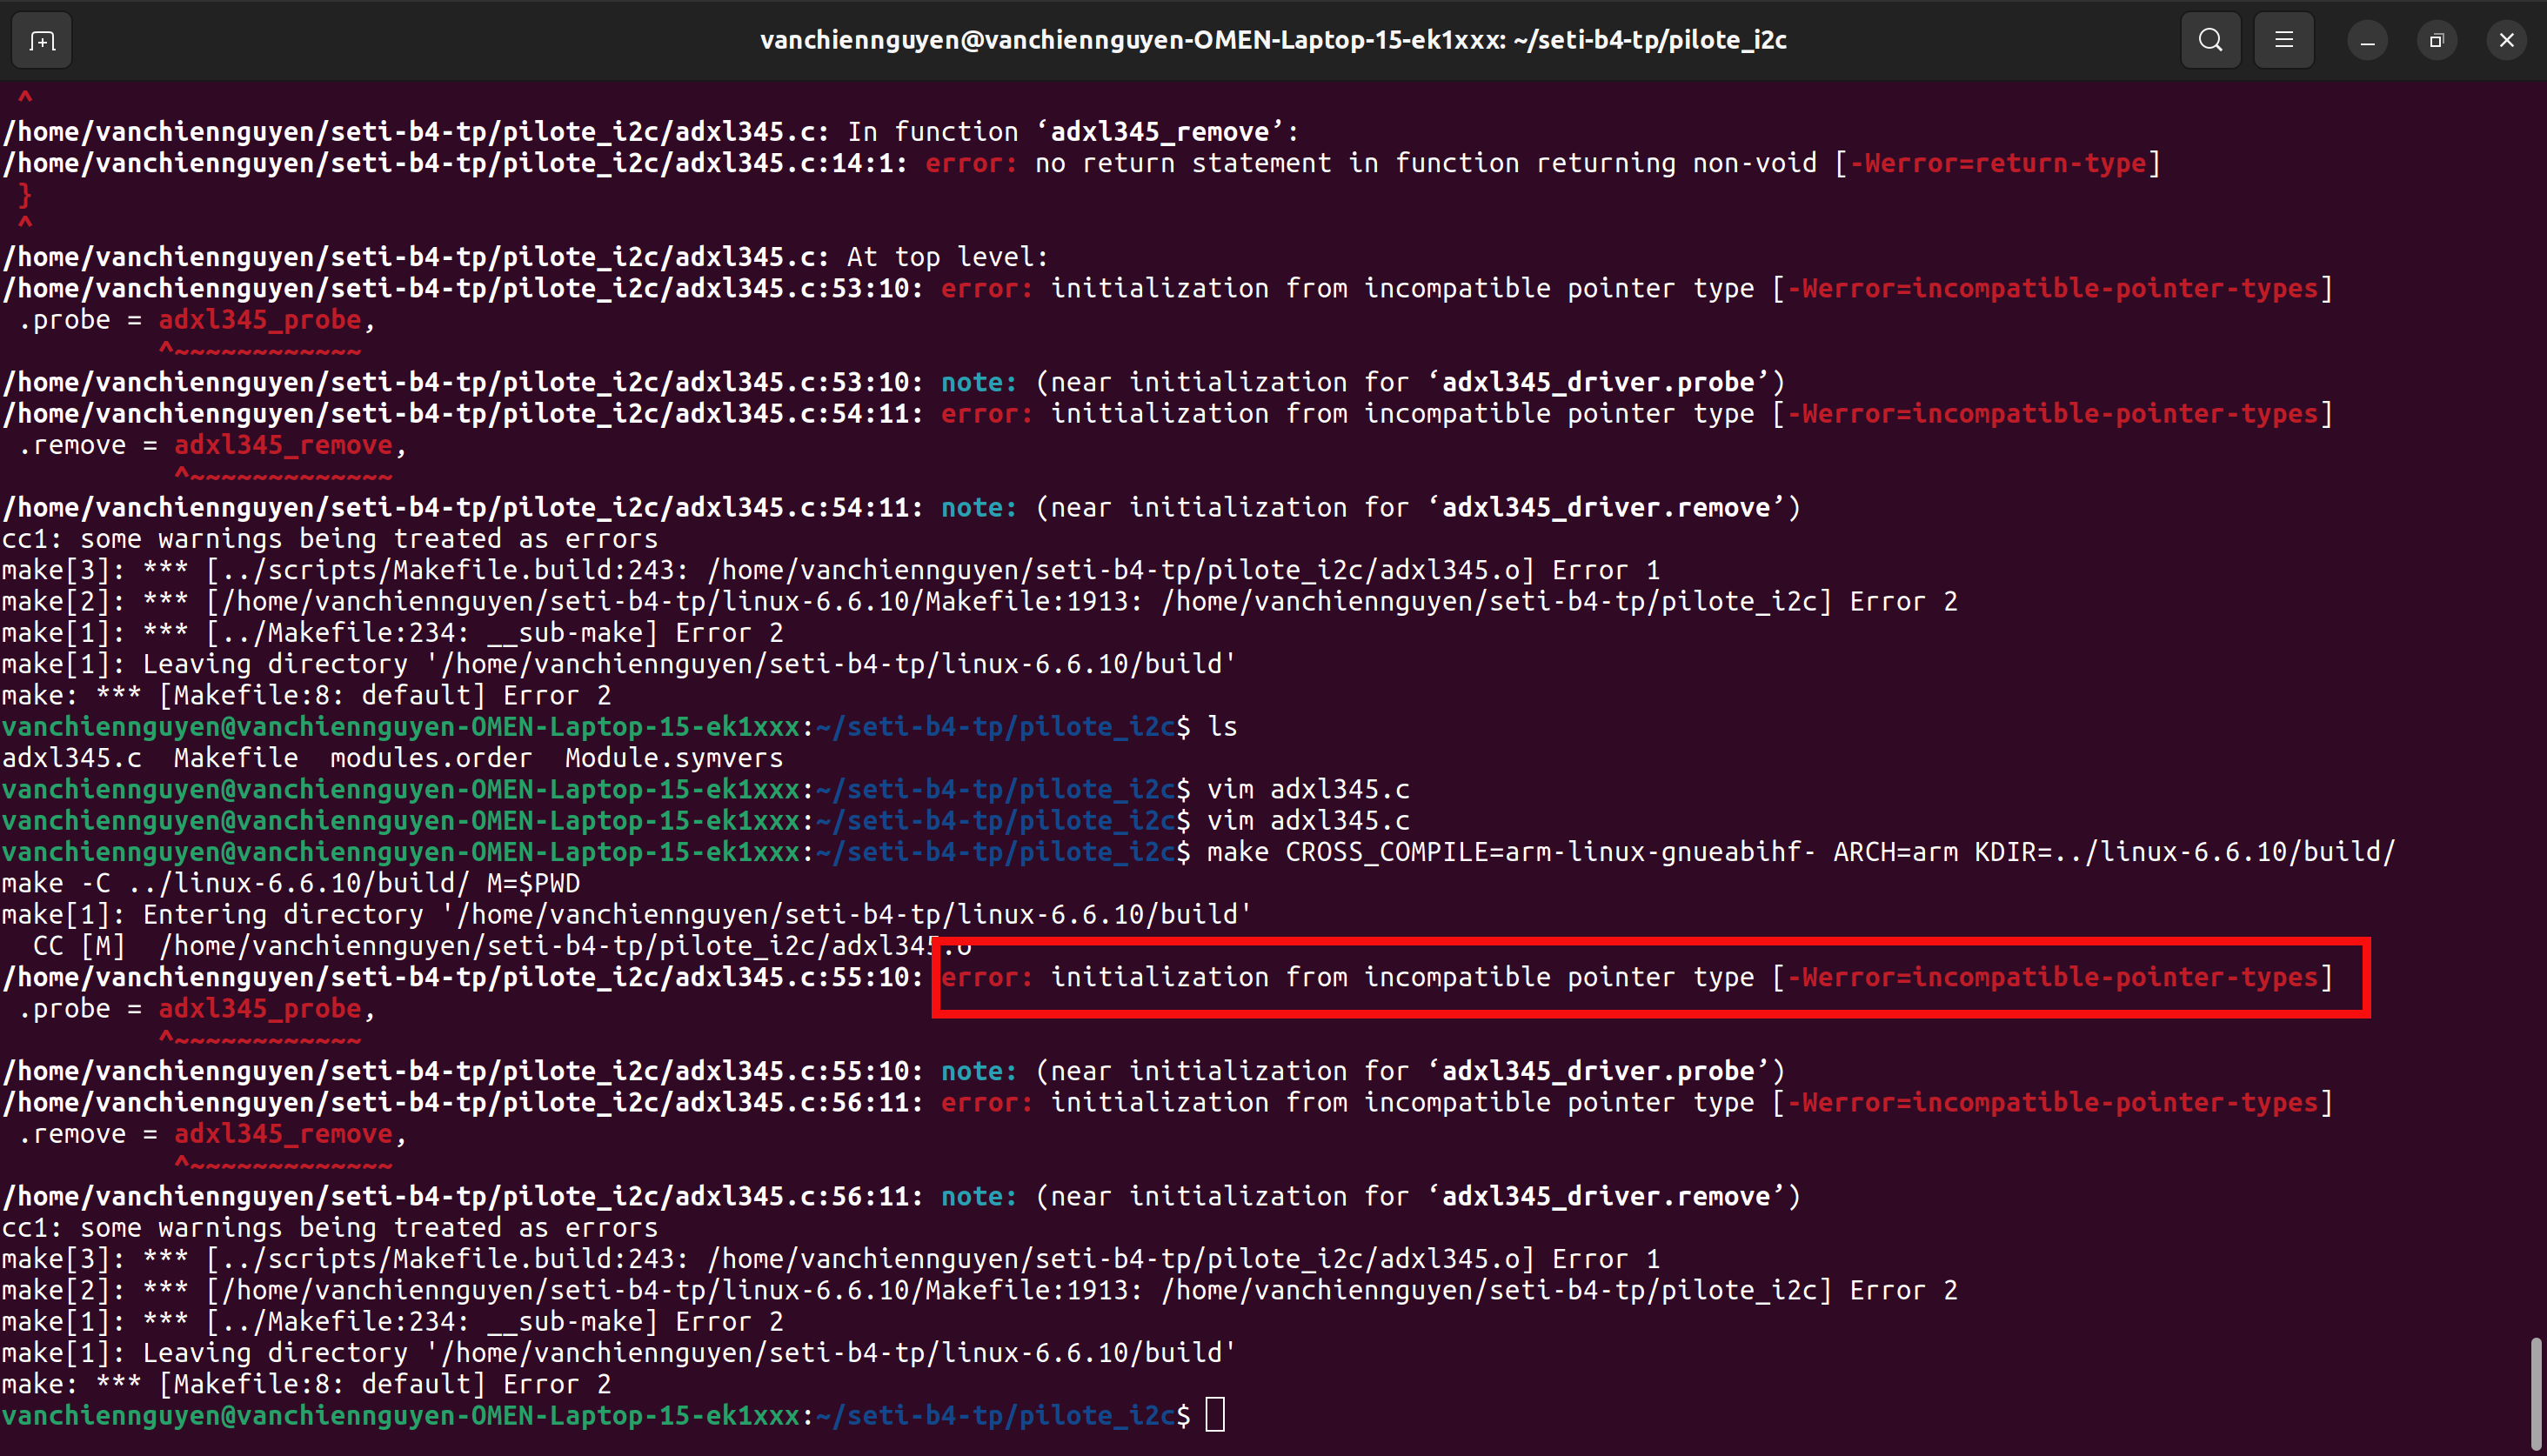 vanchiennguyen@vanchiennguyen-OMEN-Laptop-15-ek1xxx: ~/seti-b4-tp/pilote_i2c
^
/home/vanchiennguyen/seti-b4-tp/pilote_i2c/adxl345.c: In function ‘adxl345_remove’:
/home/vanchiennguyen/seti-b4-tp/pilote_i2c/adxl345.c:14:1: error: no return statement in function returning non-void [-Werror=return-type]
 }
 ^
/home/vanchiennguyen/seti-b4-tp/pilote_i2c/adxl345.c: At top level:
/home/vanchiennguyen/seti-b4-tp/pilote_i2c/adxl345.c:53:10: error: initialization from incompatible pointer type [-Werror=incompatible-pointer-types]
 .probe = adxl345_probe,
          ^~~~~~~~~~~~~
/home/vanchiennguyen/seti-b4-tp/pilote_i2c/adxl345.c:53:10: note: (near initialization for ‘adxl345_driver.probe’)
/home/vanchiennguyen/seti-b4-tp/pilote_i2c/adxl345.c:54:11: error: initialization from incompatible pointer type [-Werror=incompatible-pointer-types]
 .remove = adxl345_remove,
           ^~~~~~~~~~~~~~
/home/vanchiennguyen/seti-b4-tp/pilote_i2c/adxl345.c:54:11: note: (near initialization for ‘adxl345_driver.remove’)
cc1: some warnings being treated as errors
make[3]: *** [../scripts/Makefile.build:243: /home/vanchiennguyen/seti-b4-tp/pilote_i2c/adxl345.o] Error 1
make[2]: *** [/home/vanchiennguyen/seti-b4-tp/linux-6.6.10/Makefile:1913: /home/vanchiennguyen/seti-b4-tp/pilote_i2c] Error 2
make[1]: *** [../Makefile:234: __sub-make] Error 2
make[1]: Leaving directory '/home/vanchiennguyen/seti-b4-tp/linux-6.6.10/build'
make: *** [Makefile:8: default] Error 2
vanchiennguyen@vanchiennguyen-OMEN-Laptop-15-ek1xxx:~/seti-b4-tp/pilote_i2c$ ls
adxl345.c  Makefile  modules.order  Module.symvers
vanchiennguyen@vanchiennguyen-OMEN-Laptop-15-ek1xxx:~/seti-b4-tp/pilote_i2c$ vim adxl345.c
vanchiennguyen@vanchiennguyen-OMEN-Laptop-15-ek1xxx:~/seti-b4-tp/pilote_i2c$ vim adxl345.c
vanchiennguyen@vanchiennguyen-OMEN-Laptop-15-ek1xxx:~/seti-b4-tp/pilote_i2c$ make CROSS_COMPILE=arm-linux-gnueabihf- ARCH=arm KDIR=../linux-6.6.10/build/
make -C ../linux-6.6.10/build/ M=$PWD
make[1]: Entering directory '/home/vanchiennguyen/seti-b4-tp/linux-6.6.10/build'
  CC [M]  /home/vanchiennguyen/seti-b4-tp/pilote_i2c/adxl345.o
/home/vanchiennguyen/seti-b4-tp/pilote_i2c/adxl345.c:55:10: error: initialization from incompatible pointer type [-Werror=incompatible-pointer-types]
 .probe = adxl345_probe,
          ^~~~~~~~~~~~~
/home/vanchiennguyen/seti-b4-tp/pilote_i2c/adxl345.c:55:10: note: (near initialization for ‘adxl345_driver.probe’)
/home/vanchiennguyen/seti-b4-tp/pilote_i2c/adxl345.c:56:11: error: initialization from incompatible pointer type [-Werror=incompatible-pointer-types]
 .remove = adxl345_remove,
           ^~~~~~~~~~~~~~
/home/vanchiennguyen/seti-b4-tp/pilote_i2c/adxl345.c:56:11: note: (near initialization for ‘adxl345_driver.remove’)
cc1: some warnings being treated as errors
make[3]: *** [../scripts/Makefile.build:243: /home/vanchiennguyen/seti-b4-tp/pilote_i2c/adxl345.o] Error 1
make[2]: *** [/home/vanchiennguyen/seti-b4-tp/linux-6.6.10/Makefile:1913: /home/vanchiennguyen/seti-b4-tp/pilote_i2c] Error 2
make[1]: *** [../Makefile:234: __sub-make] Error 2
make[1]: Leaving directory '/home/vanchiennguyen/seti-b4-tp/linux-6.6.10/build'
make: *** [Makefile:8: default] Error 2
vanchiennguyen@vanchiennguyen-OMEN-Laptop-15-ek1xxx:~/seti-b4-tp/pilote_i2c$